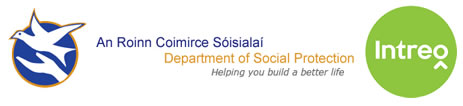 An Roinn Coimirce Sóisialaí
Department of Social Protection
Helping you build a better life
Intreo